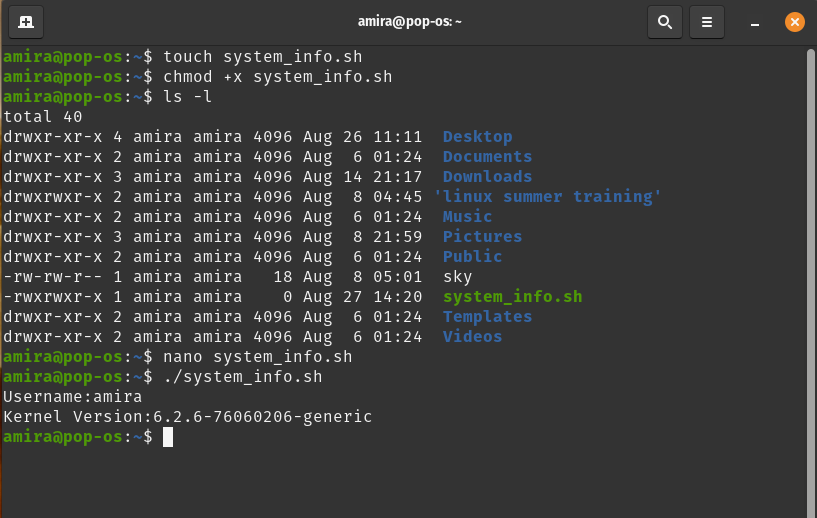 amira@pop-os: ~
amira@pop-os:~$ touch system_info.sh
amira@pop-os:~$ chmod +x system_info.sh
amira@pop-os:~$ ls -l
total 40
drwxr-xr-x 4 amira amira 4096 Aug 26 11:11  Desktop
drwxr-xr-x 2 amira amira 4096 Aug  6 01:24  Documents
drwxr-xr-x 3 amira amira 4096 Aug 14 21:17  Downloads
drwxrwxr-x 2 amira amira 4096 Aug  8 04:45 'linux summer training'
drwxr-xr-x 2 amira amira 4096 Aug  6 01:24  Music
drwxr-xr-x 3 amira amira 4096 Aug  8 21:59  Pictures
drwxr-xr-x 2 amira amira 4096 Aug  6 01:24  Public
-rw-rw-r-- 1 amira amira   18 Aug  8 05:01  sky
-rwxrwxr-x 1 amira amira    0 Aug 27 14:20  system_info.sh
drwxr-xr-x 2 amira amira 4096 Aug  6 01:24  Templates
drwxr-xr-x 2 amira amira 4096 Aug  6 01:24  Videos
amira@pop-os:~$ nano system_info.sh
amira@pop-os:~$ ./system_info.sh
Username:amira
Kernel Version:6.2.6-76060206-generic
amira@pop-os:~$